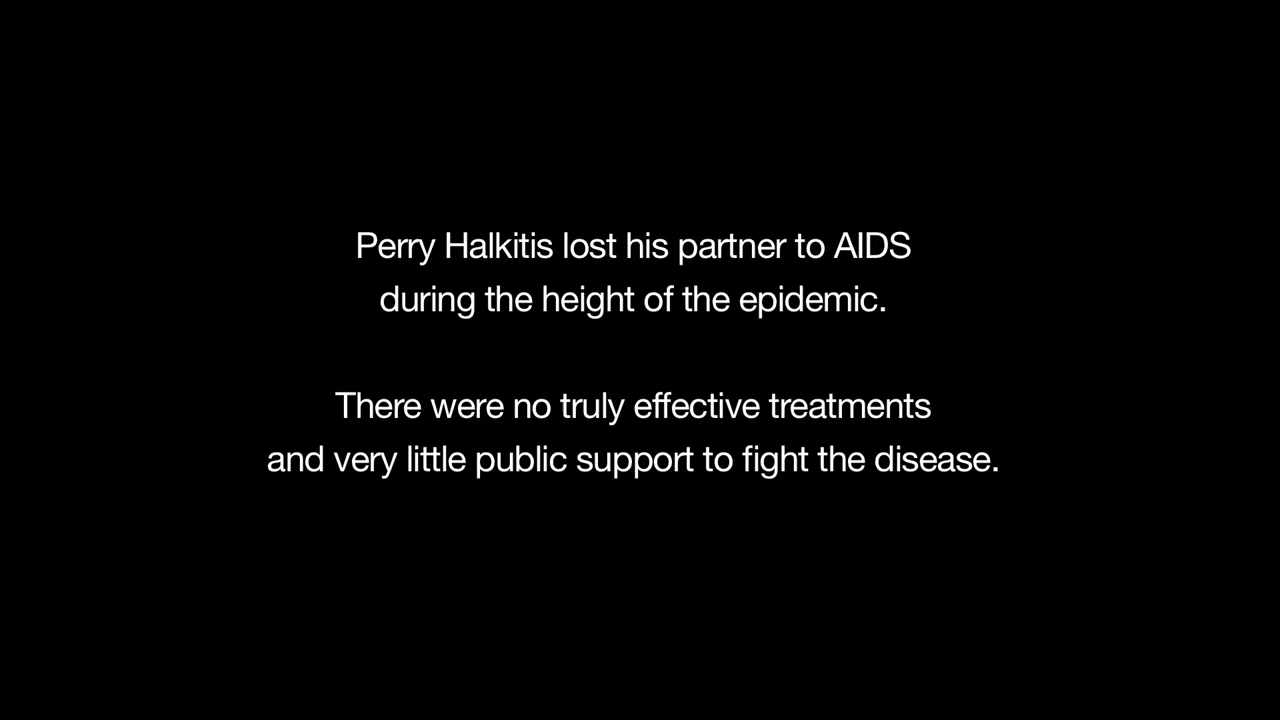 Perry Halkitis lost his partner to AIDS
during the height of the epidemic.
There were no truly effective treatments
and very little public support to fight the disease.